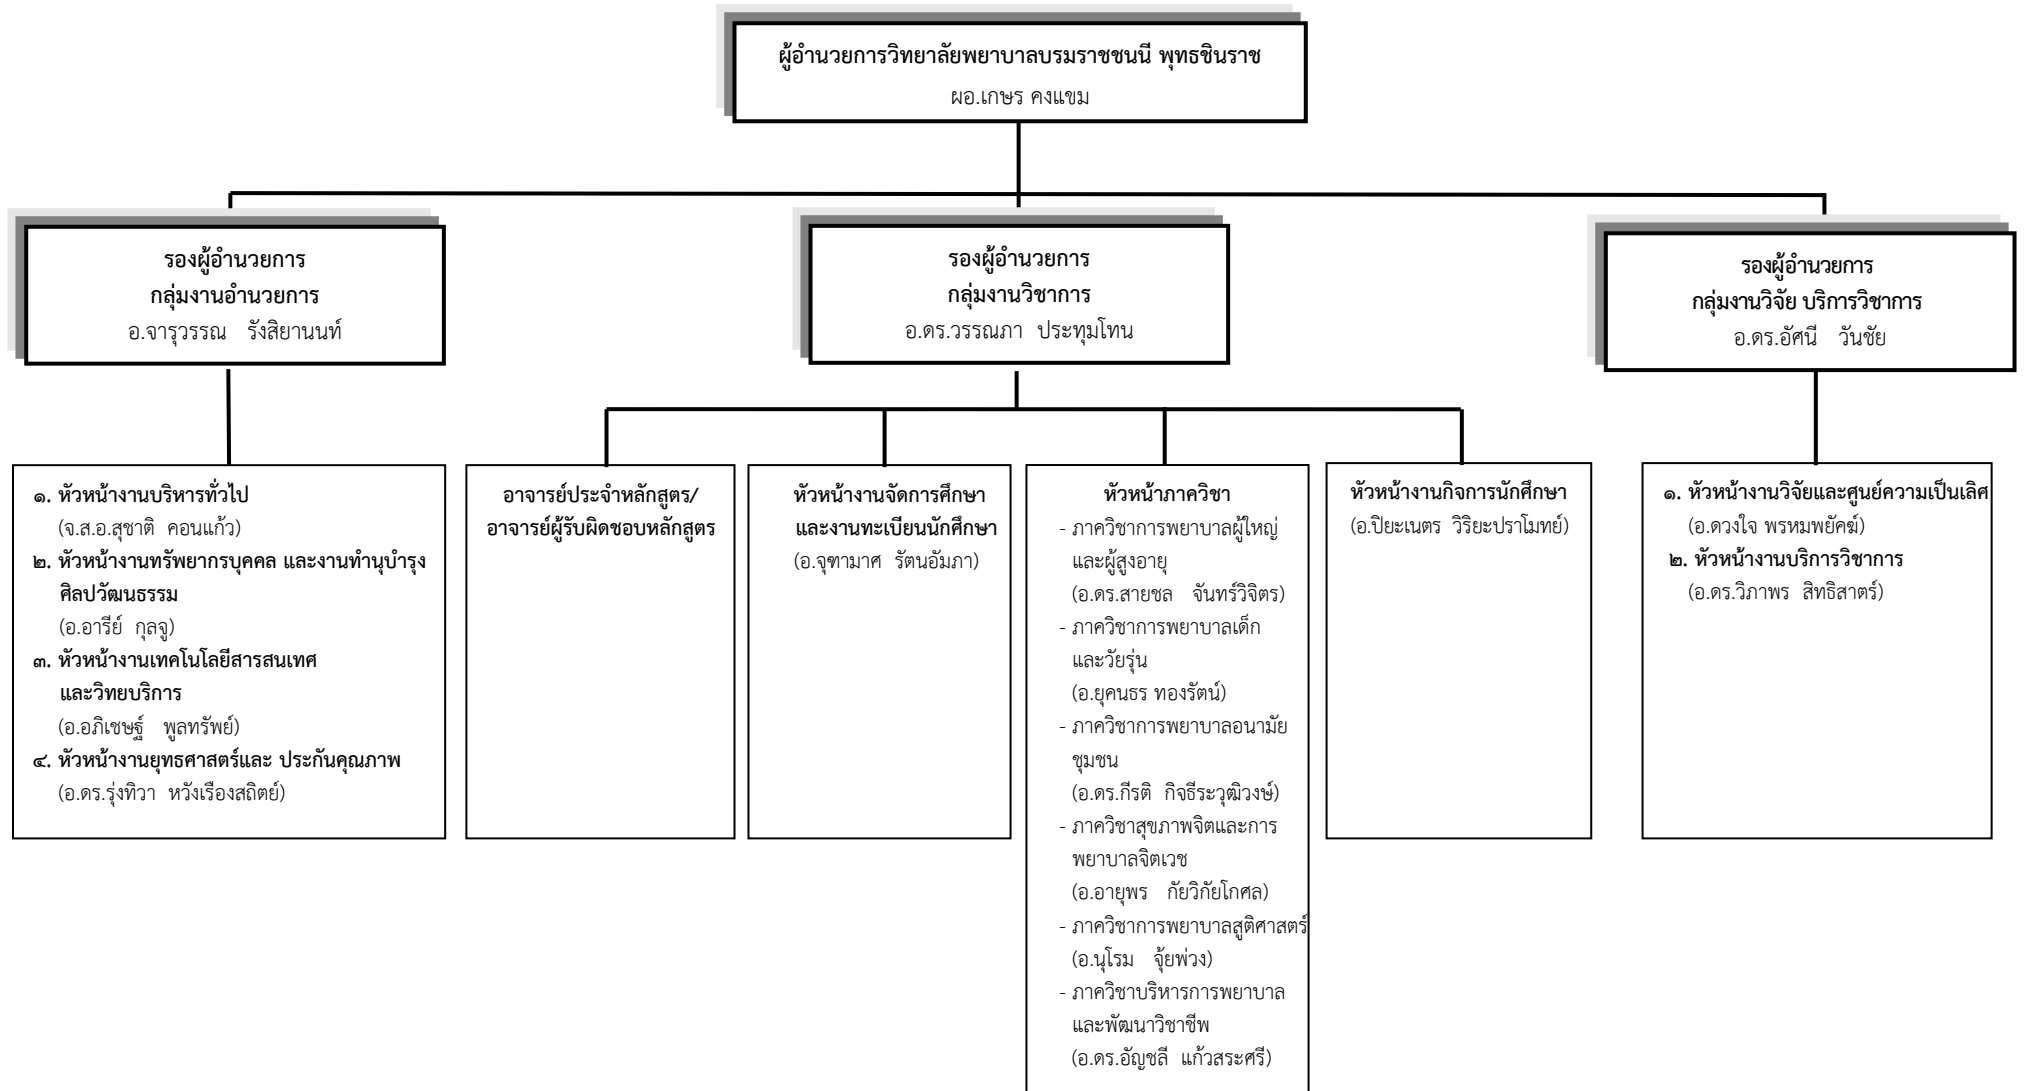 ผู้อำนวยการวิทยาลัยพยาบาลบรมราชชนนี พุทธชินราช
ผอ.เกษร คงแขม
รองผู้อำนวยการ
กลุ่มงานอำนวยการ
อ.จารุวรรณ รังสิยานนท์
รองผู้อำนวยการ
กลุ่มงานวิชาการ
อ.ดร.วรรณภา ประทุมโทน
รองผู้อำนวยการ
กลุ่มงานวิจัย บริการวิชาการ
อ.ดร.อัศนี วันชัย
๑. หัวหน้างานบริหารทั่วไป
(จ.ส.อ.สุชาติ คอนแก้ว)
๒. หัวหน้างานทรัพยากรบุคคล และงานทำนุบำรุง
ศิลปวัฒนธรรม
(อ.อารีย์ กุลจู)
๓. หัวหน้างานเทคโนโลยีสารสนเทศ
และวิทยบริการ
(อ.อภิเชษฐ์ พูลทรัพย์)
๔. หัวหน้างานยุทธศาสตร์และ ประกันคุณภาพ
(อ.ดร.รุ่งทิวา หวังเรืองสถิตย์)
อาจารย์ประจำหลักสูตร/
อาจารย์ผู้รับผิดชอบหลักสูตร
หัวหน้างานจัดการศึกษา
และงานทะเบียนนักศึกษา
(อ.จุฑามาศ รัตนอัมภา)
หัวหน้าภาควิชา
- ภาควิชาการพยาบาลผู้ใหญ่
และผู้สูงอายุ
(อ.ดร.สายชล จันทร์วิจิตร)
- ภาควิชาการพยาบาลเด็ก
และวัยรุ่น
(อ.ยุคนธร ทองรัตน์)
- ภาควิชาการพยาบาลอนามัย
ชุมชน
(อ.ดร.กีรติ กิจธีระวุฒิวงษ์)
- ภาควิชาสุขภาพจิตและการ
พยาบาลจิตเวช
(อ.อายุพร กัยวิกัยโกศล)
- ภาควิชาการพยาบาลสูติศาสตร์
(อ.นุโรม จุ้ยพ่วง)
- ภาควิชาบริหารการพยาบาล
และพัฒนาวิชาชีพ
(อ.ดร.อัญชลี แก้วสระศรี)
หัวหน้างานกิจการนักศึกษา
(อ.ปิยะเนตร วิริยะปราโมทย์)
๑. หัวหน้างานวิจัยและศูนย์ความเป็นเลิศ
(อ.ดวงใจ พรหมพยัคฆ์)
๒. หัวหน้างานบริการวิชาการ
(อ.ดร.วิภาพร สิทธิสาตร์)